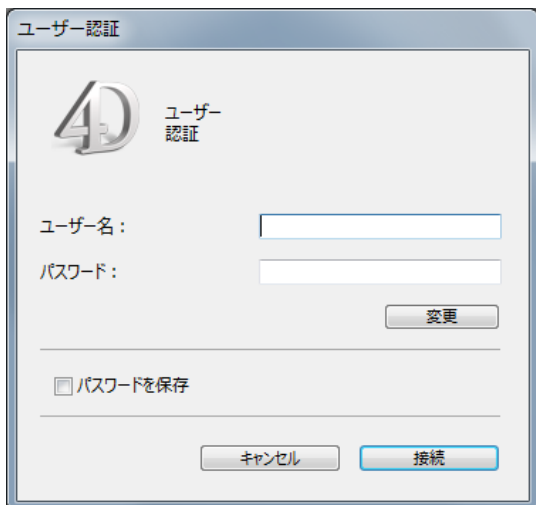 ユーザー認証
4D
ユーザー
認証
ユーザー名：
パスワード：
変更
パスワードを保存
キャンセル
接続